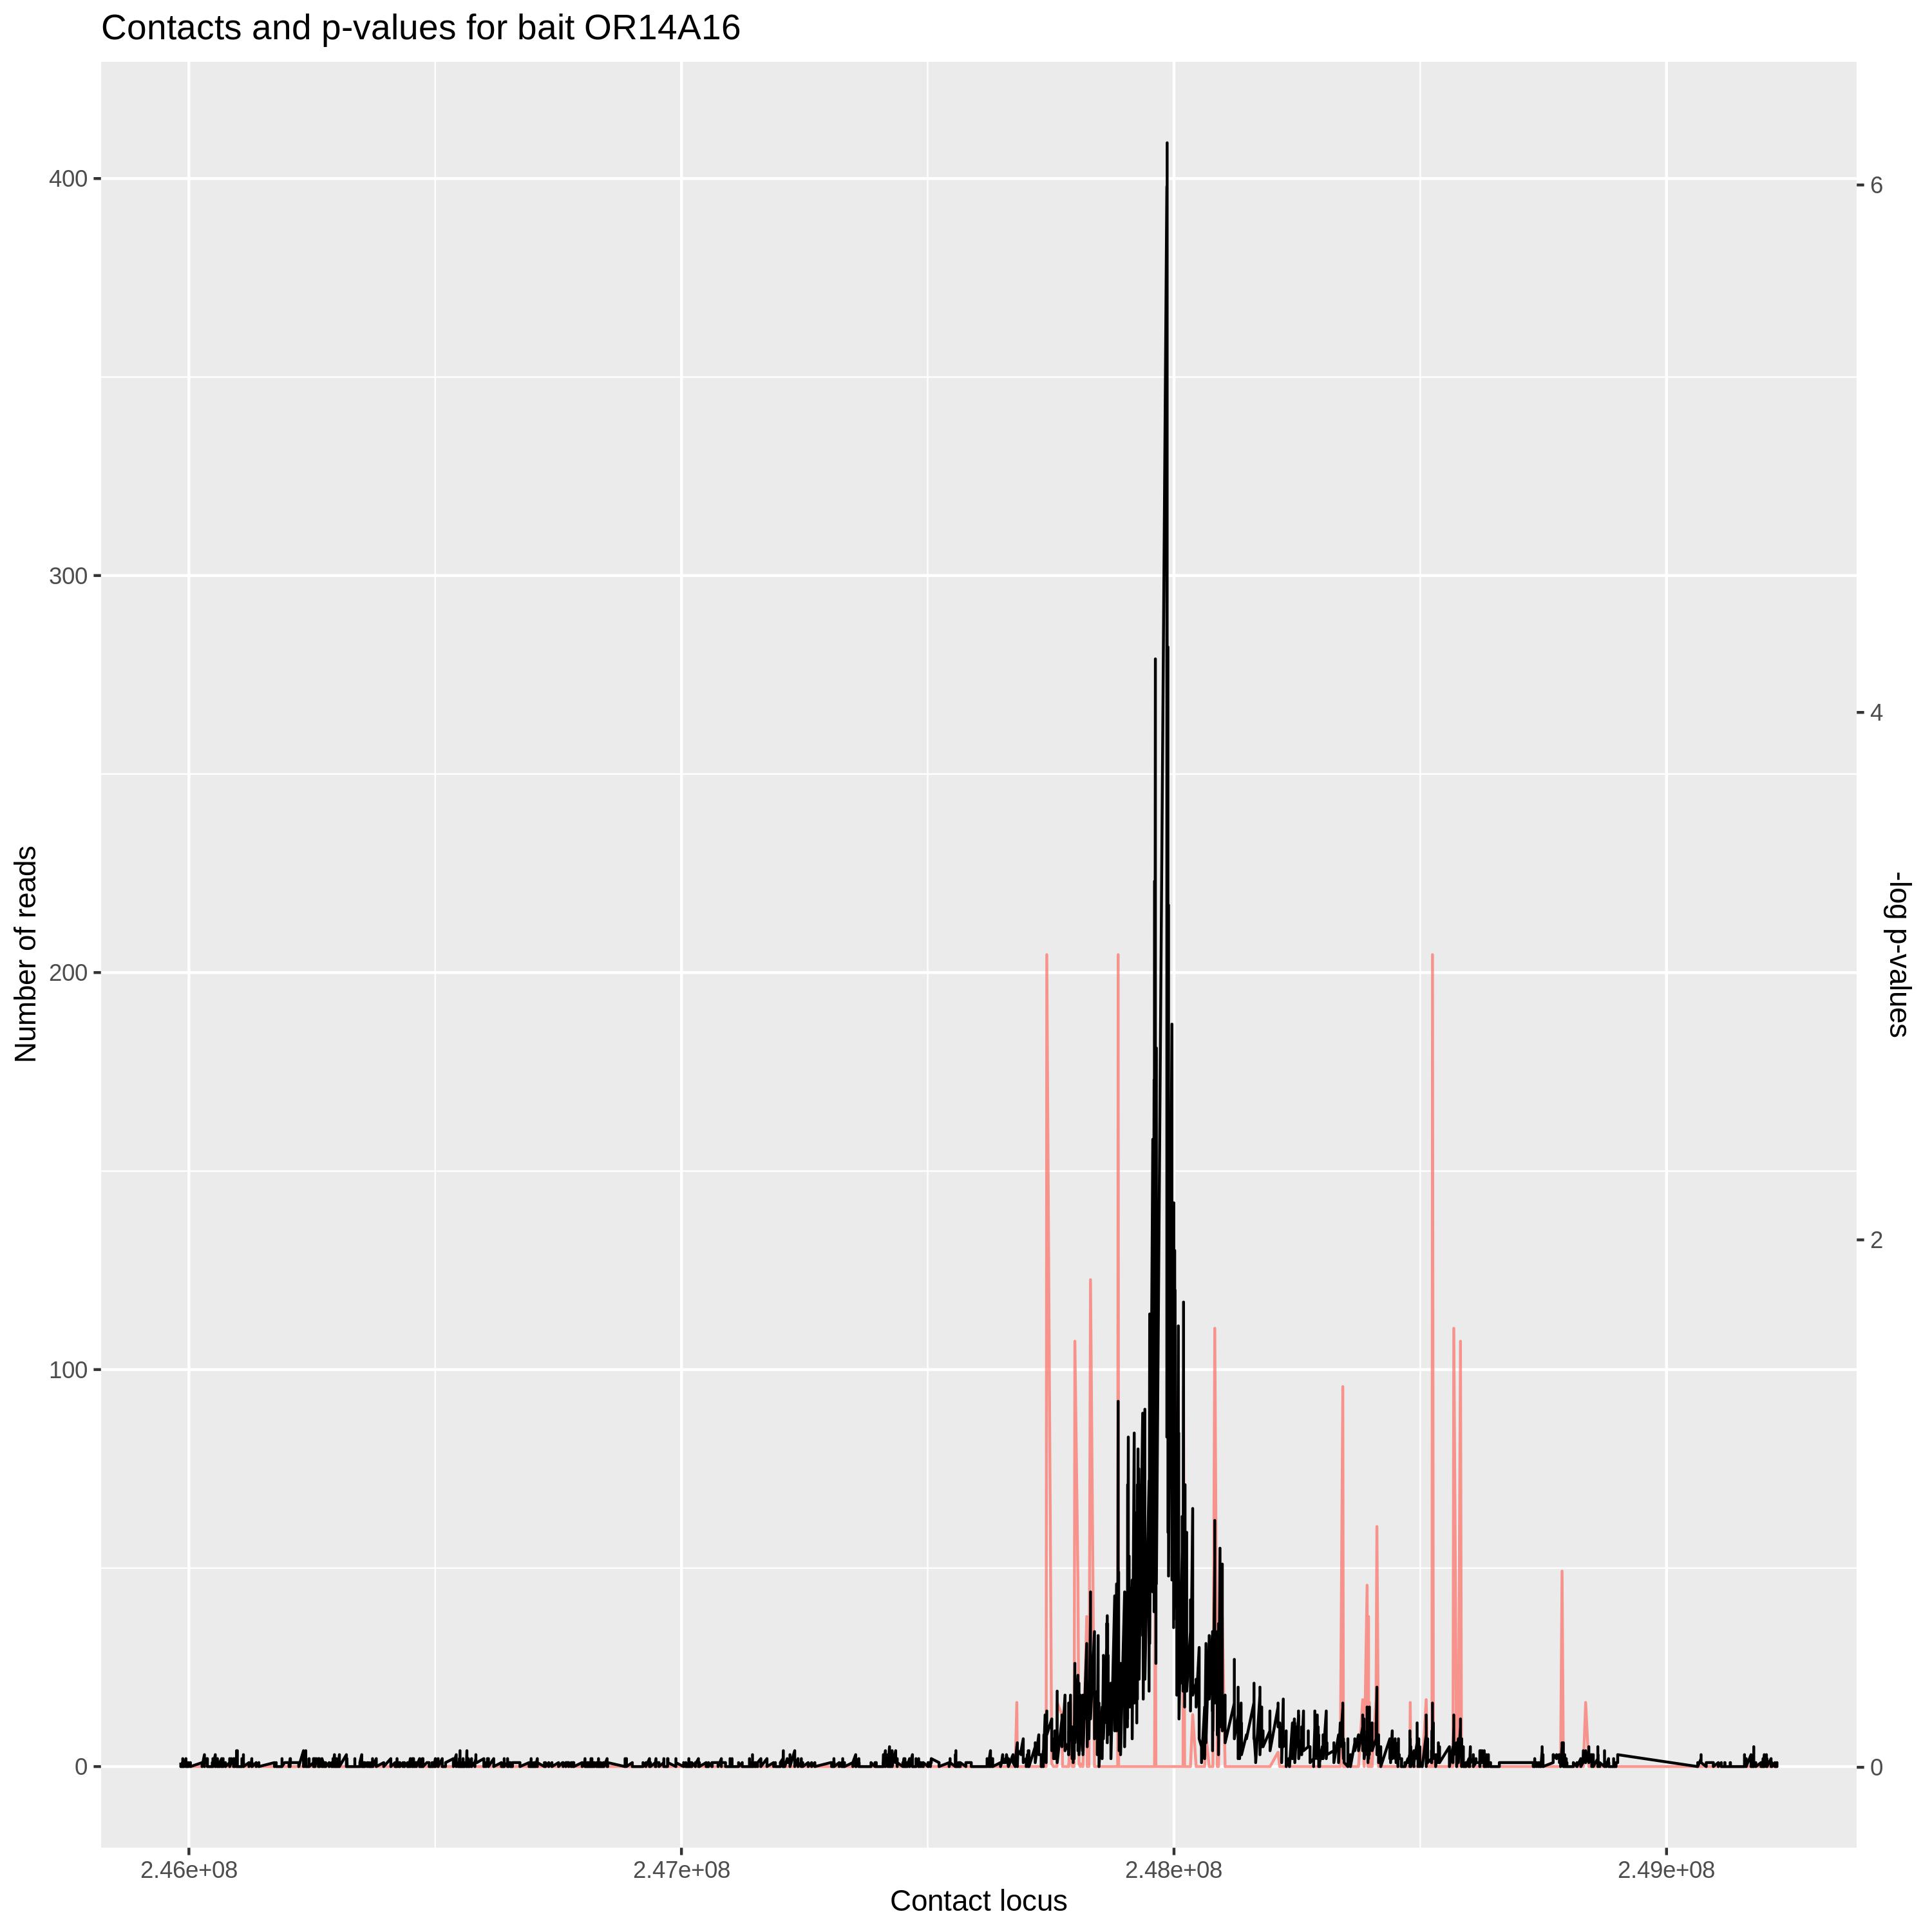 Contacts and p-values for bait OR14A16
Number of reads
400
300
200
100
0
6
4
2
0
-log p-values
2.46e+08
2.47e+08
2.48e+08
2.49e+08
Contact locus